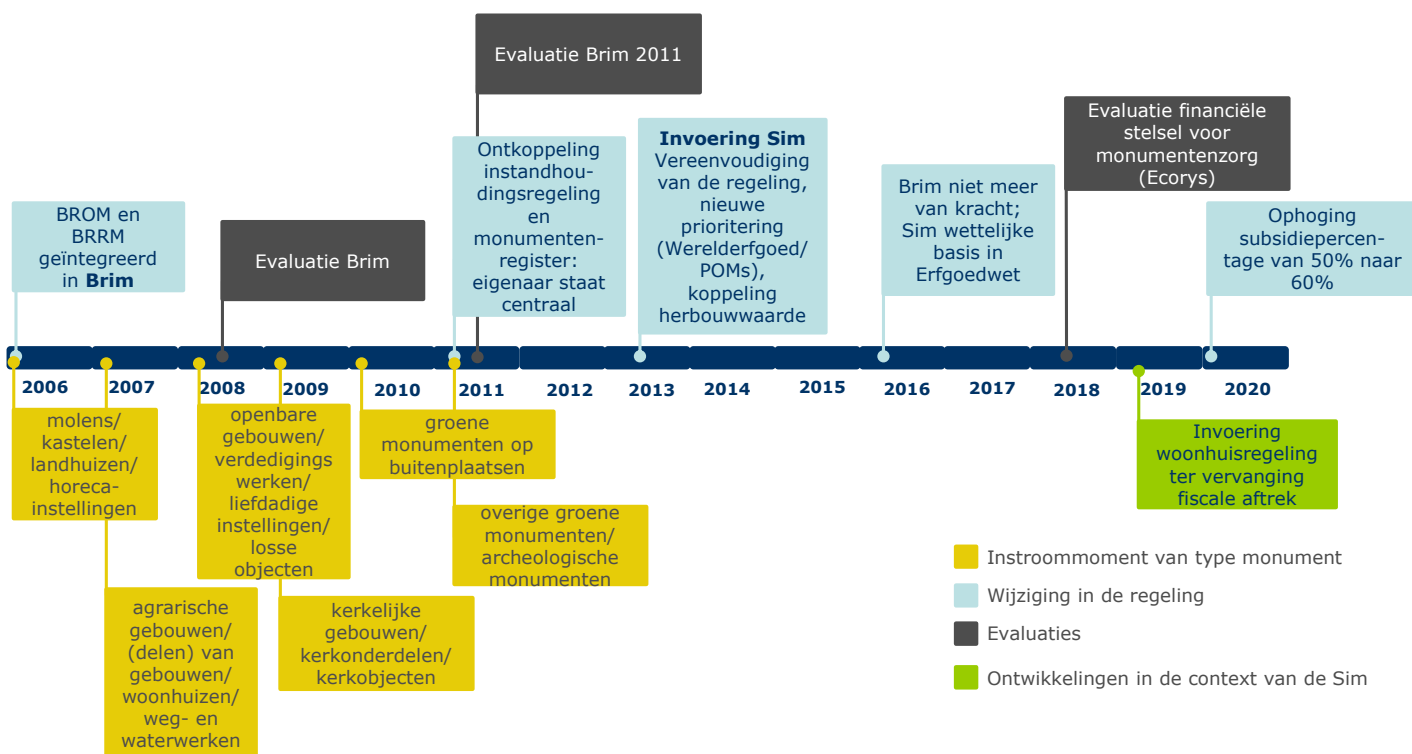 Evaluatie Brim 2011
Evaluatie financiële
stelsel voor
monumentenzorg
(Ecorys)
BROM en
BRRM
geïntegreerd
in Brim
Evaluatie Brim
Ontkoppeling
instandhou-
dingsregeling
en
monumenten-
register:
eigenaar staat
centraal
Invoering Sim
Vereenvoudiging
van de regeling,
nieuwe
prioritering
(Werelderfgoed/
POMs),
koppeling
herbouwwaarde
Brim niet meer
van kracht;
Sim wettelijke
basis in
Erfgoedwet
Ophoging
subsidiepercen-
tage van 50% naar
60%
2006
2007
2008
2009
2010
2011
2012
2013
2014
2015
2016
2017
2018
2019
2020
molens/
kastelen/
landhuizen/
horeca-
instellingen
agrarische
gebouwen/
(delen) van
gebouwen/
woonhuizen/
weg- en
waterwerken
openbare
gebouwen/
verdedigings
werken/
liefdadige
instellingen/
losse
objecten
kerkelijke
gebouwen/
kerkonderdelen/
kerkobjecten
groene
monumenten op
buitenplaatsen
overige groene
monumenten/
archeologische
monumenten
Invoering
woonhuisregeling
ter vervanging
fiscale aftrek
Instroommoment van type monument
Wijziging in de regeling
Evaluaties
Ontwikkelingen in de context van de Sim